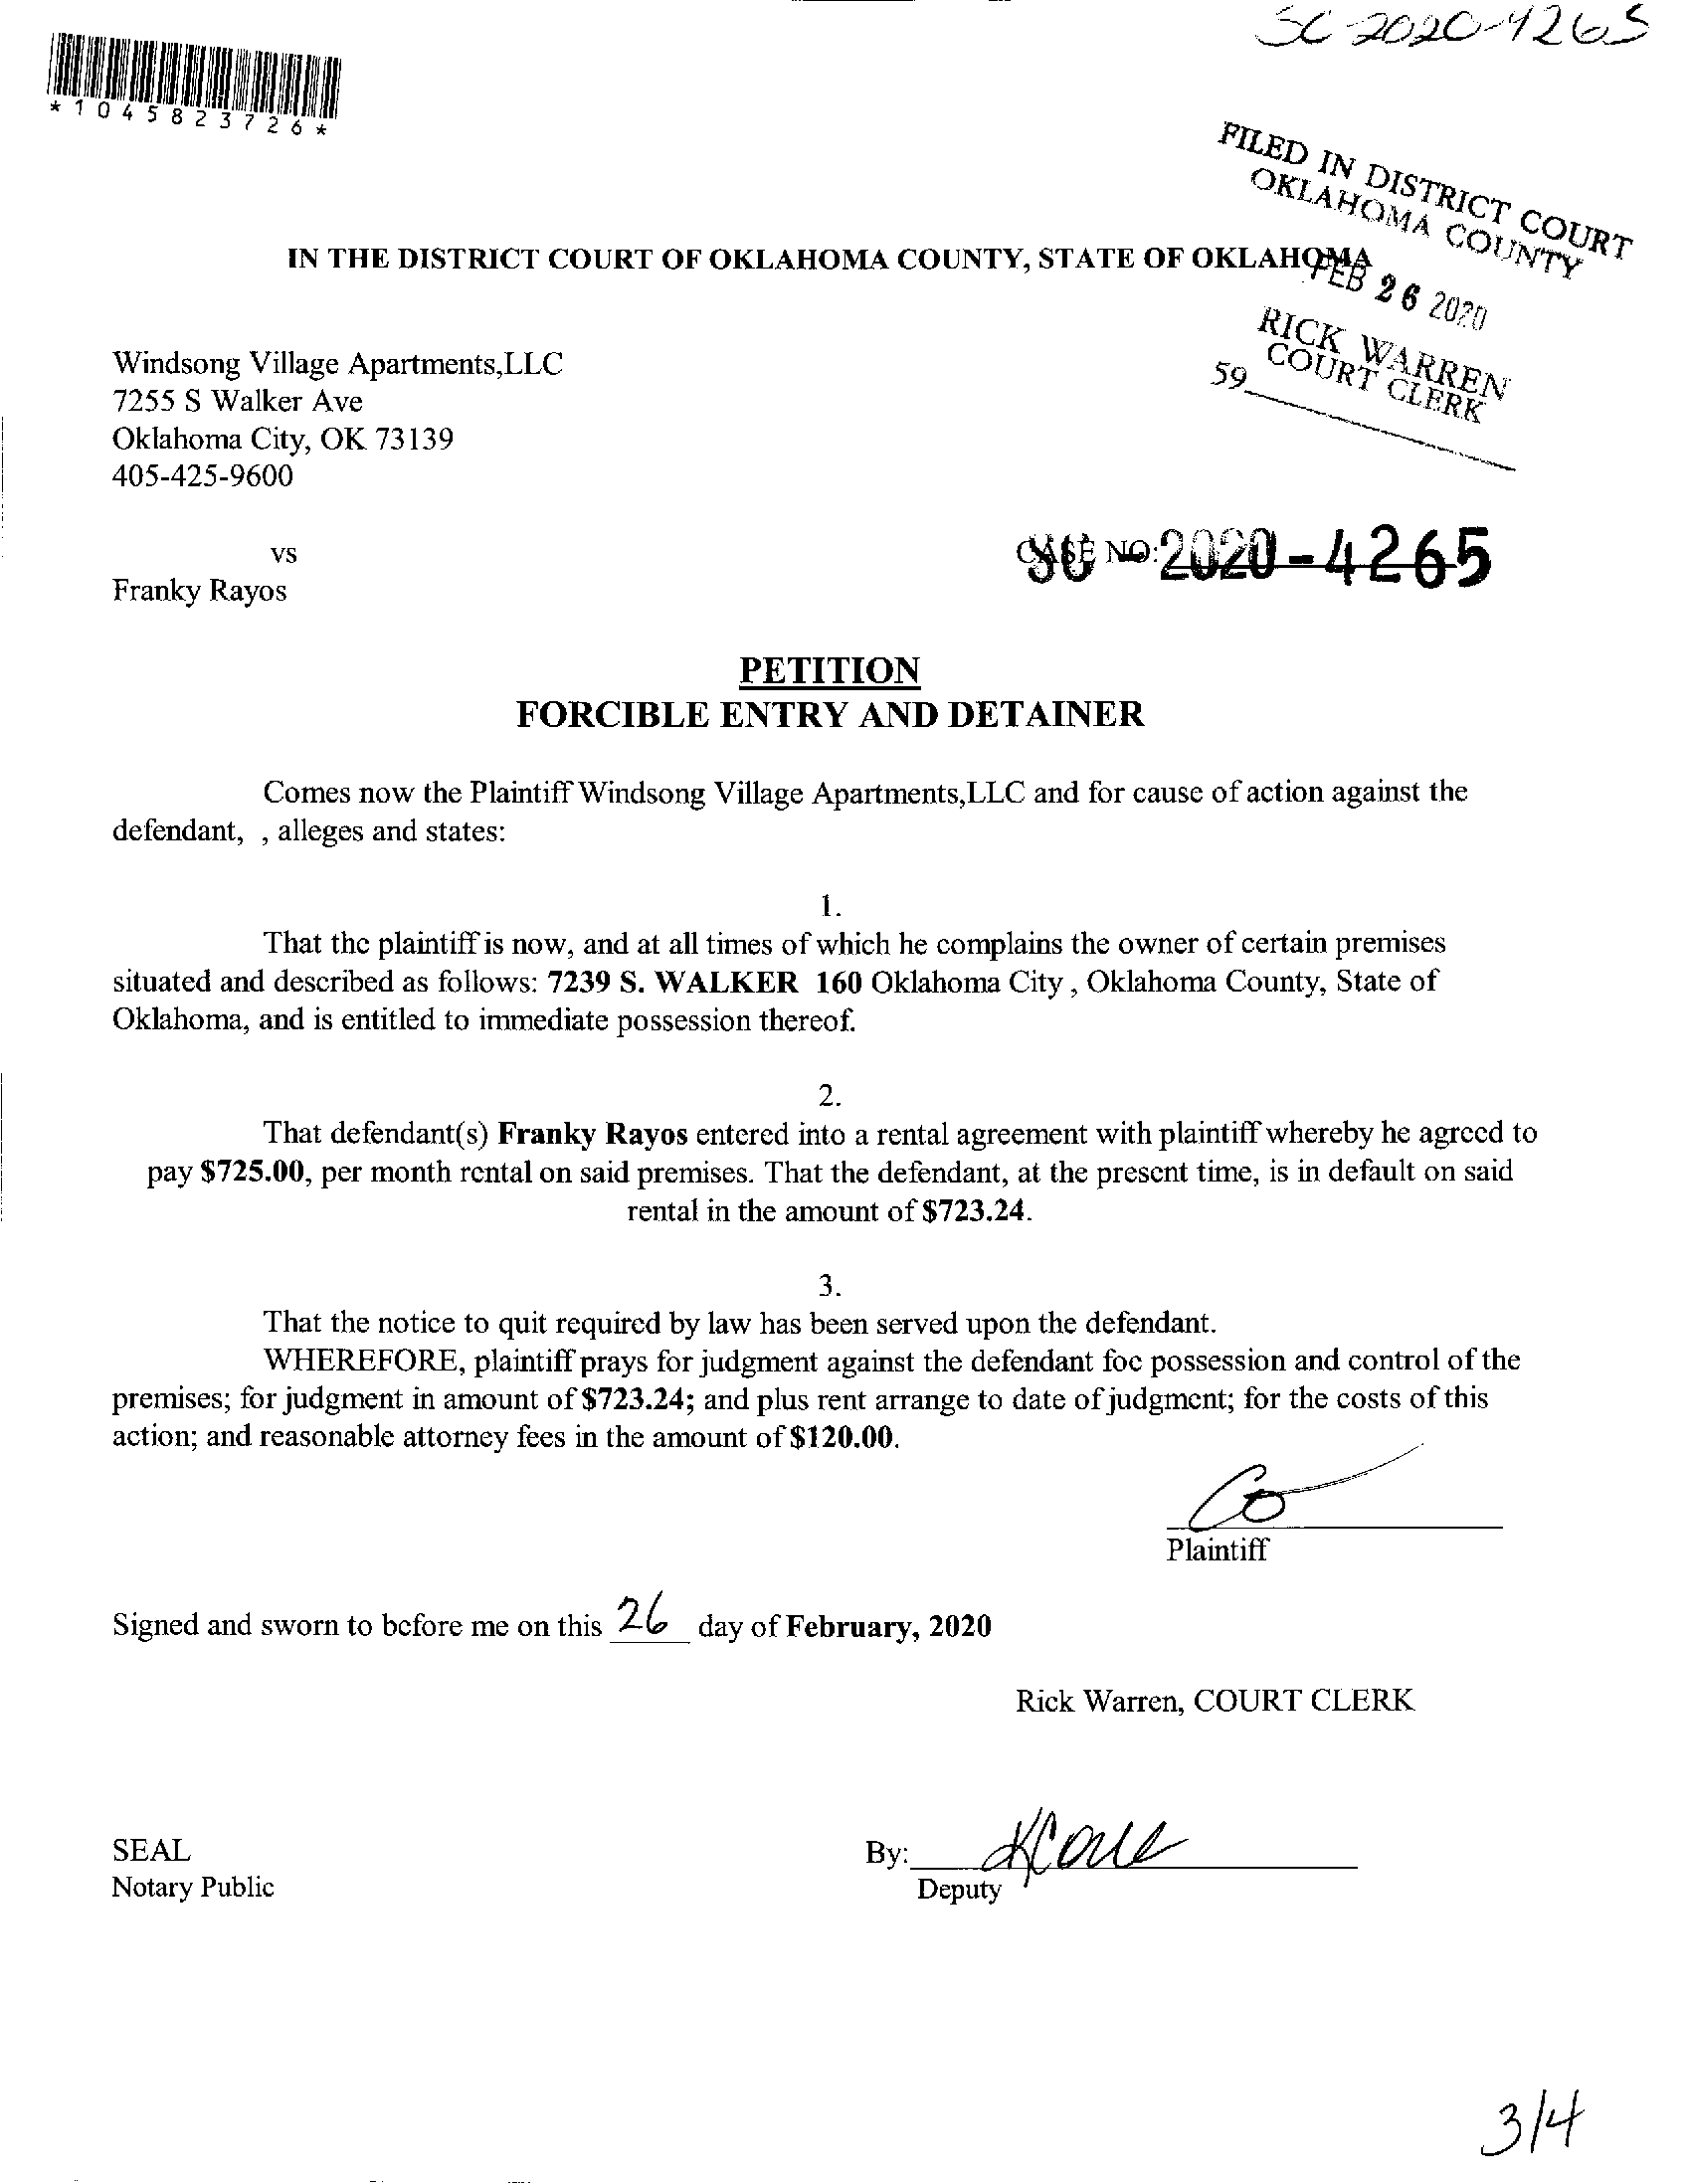 SC-2020-4265
*1045823726*
FILED IN DISTRICT COURT
OKLAHOMA COUNTY
IN THE DISTRICT COURT OF OKLAHOMA COUNTY, STATE OF OKLAHOMA
FEB 26 2020
RICK WARREN
COURT CLERK
59
Windsong Village Apartments,LLC
7255 S Walker Ave
Oklahoma City, OK 73139
405-425-9600
vs
CASE NO: SC - 2020 - 4265
Franky Rayos
PETITION
FORCIBLE ENTRY AND DETAINER
Comes now the Plaintiff Windsong Village Apartments,LLC and for cause of action against the
defendant, , alleges and states:
1.
That the plaintiff is now, and at all times of which he complains the owner of certain premises
situated and described as follows: 7239 S. WALKER 160 Oklahoma City , Oklahoma County, State of
Oklahoma, and is entitled to immediate possession thereof.
2.
That defendant(s) Franky Rayos entered into a rental agreement with plaintiff whereby he agreed to
pay $725.00, per month rental on said premises. That the defendant, at the present time, is in default on said
rental in the amount of $723.24.
3.
That the notice to quit required by law has been served upon the defendant.
WHEREFORE, plaintiff prays for judgment against the defendant foc possession and control of the
premises; for judgment in amount of $723.24; and plus rent arrange to date of judgment; for the costs of this
action; and reasonable attorney fees in the amount of $120.00.
Plaintiff
Signed and sworn to before me on this 26 day of February, 2020
Rick Warren, COURT CLERK
SEAL
By:
Notary Public
Deputy
3/4